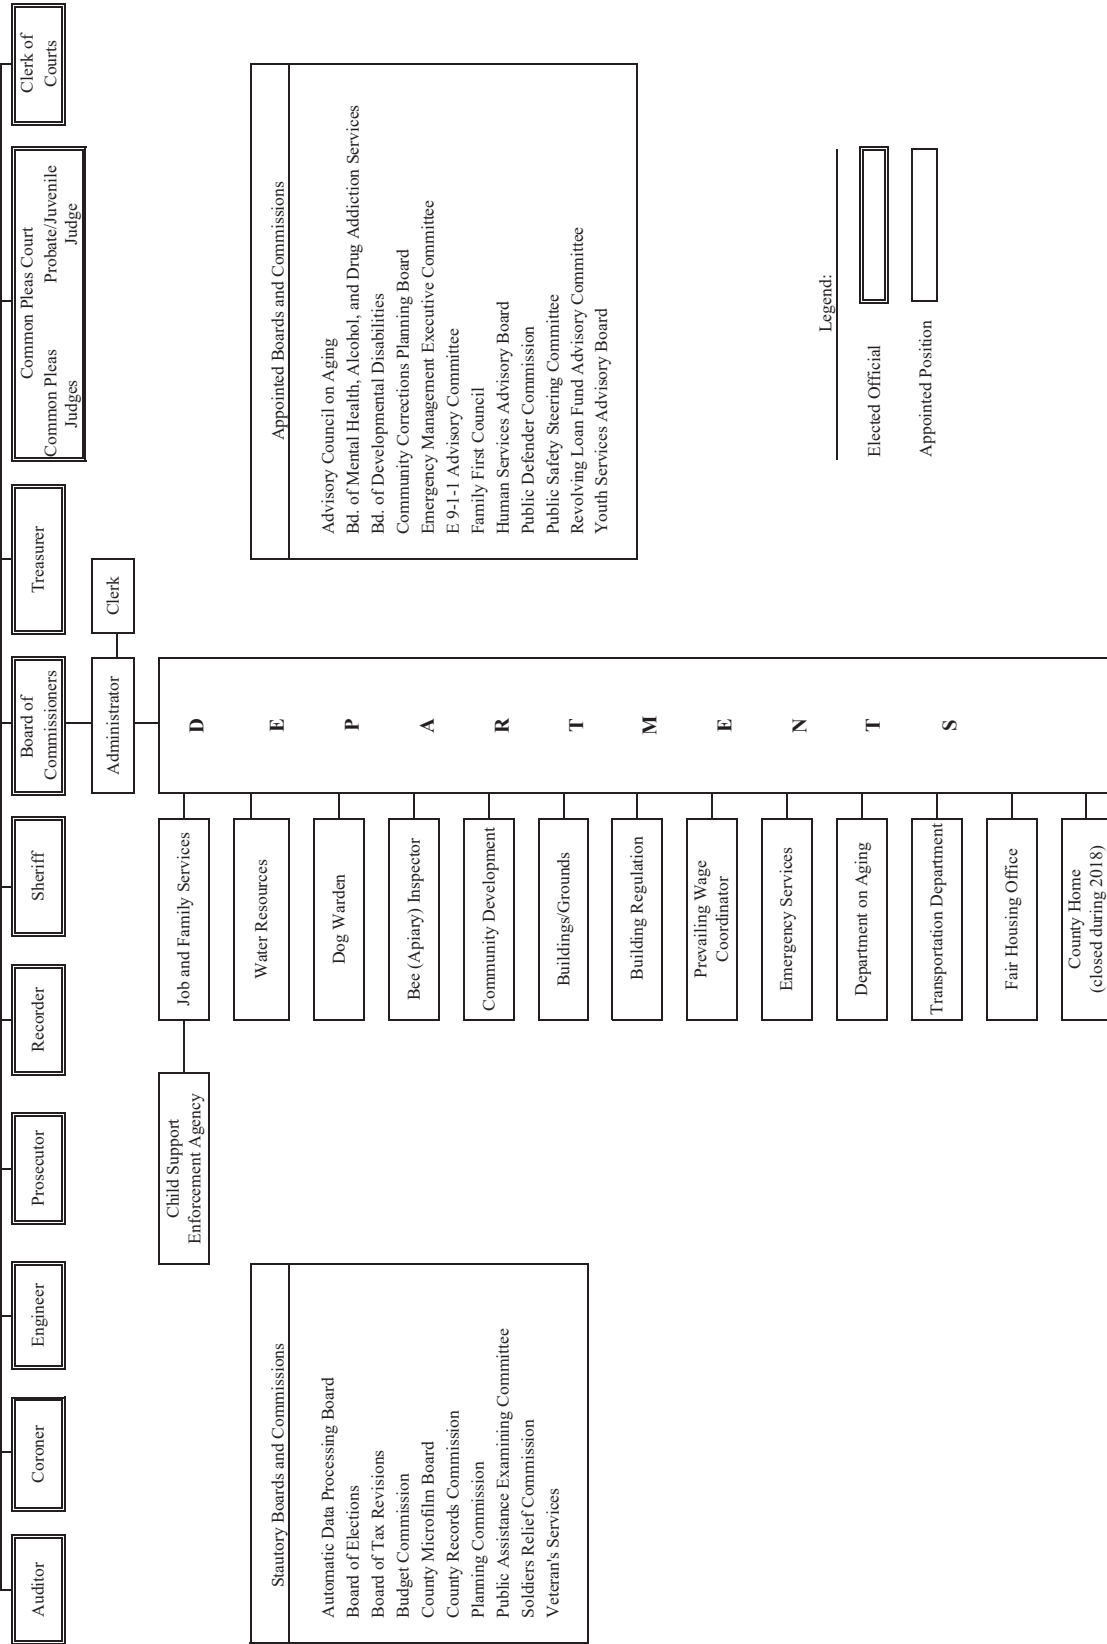 Auditor
Coroner
Engineer
Prosecutor
Recorder
Sheriff
Board of
Commissioners
Treasurer
Common Pleas Court
Common Pleas Probate/Juvenile
Judges Judge
Clerk of
Courts
Administrator
Clerk
Child Support
Enforcement Agency
Job and Family Services
Water Resources
Dog Warden
Bee (Apiary) Inspector
Community Development
Buildings/Grounds
Building Regulation
Prevailing Wage
Coordinator
Emergency Services
Department on Aging
Transportation Department
Fair Housing Office
County Home
(closed during 2018)
D
E
P
A
R
T
M
E
N
T
S
Stautory Boards and Commissions
Automatic Data Processing Board
Board of Elections
Board of Tax Revisions
Budget Commission
County Microfilm Board
County Records Commission
Planning Commission
Public Assistance Examining Committee
Soldiers Relief Commission
Veteran's Services
Appointed Boards and Commissions
Advisory Council on Aging
Bd. of Mental Health, Alcohol, and Drug Addiction Services
Bd. of Developmental Disabilities
Community Corrections Planning Board
Emergency Management Executive Committee
E 9-1-1 Advisory Committee
Family First Council
Human Services Advisory Board
Public Defender Commission
Public Safety Steering Committee
Revolving Loan Fund Advisory Committee
Youth Services Advisory Board
Legend:
Elected Official
Appointed Position